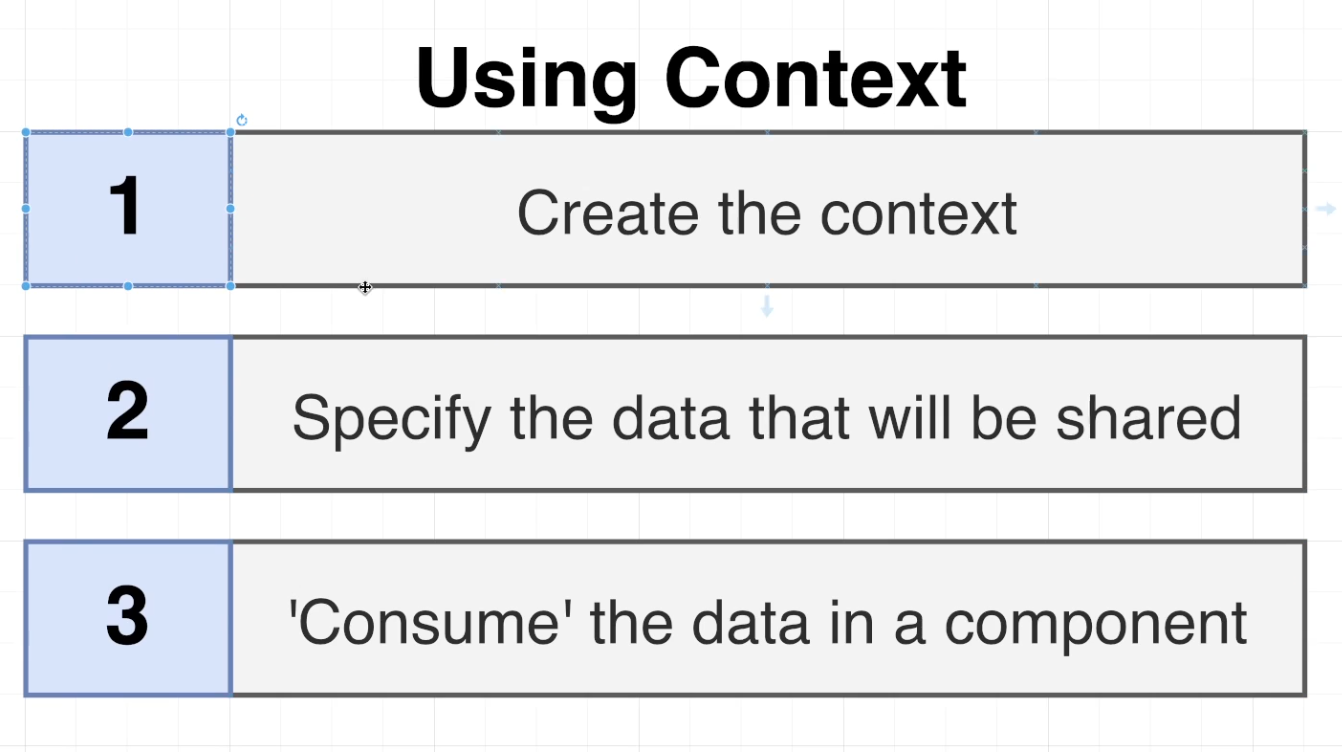 Using Context
1
Create the context
2
Specify the data that will be shared
3
'Consume' the data in a component